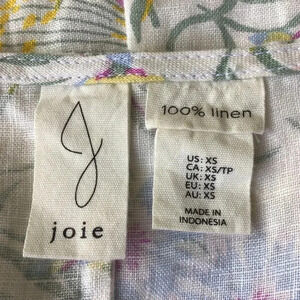 J
joie
100% linen
US: XS
CA: XS/TP
UK: XS
EU: XS
AU: XS
MADE IN
INDONESIA